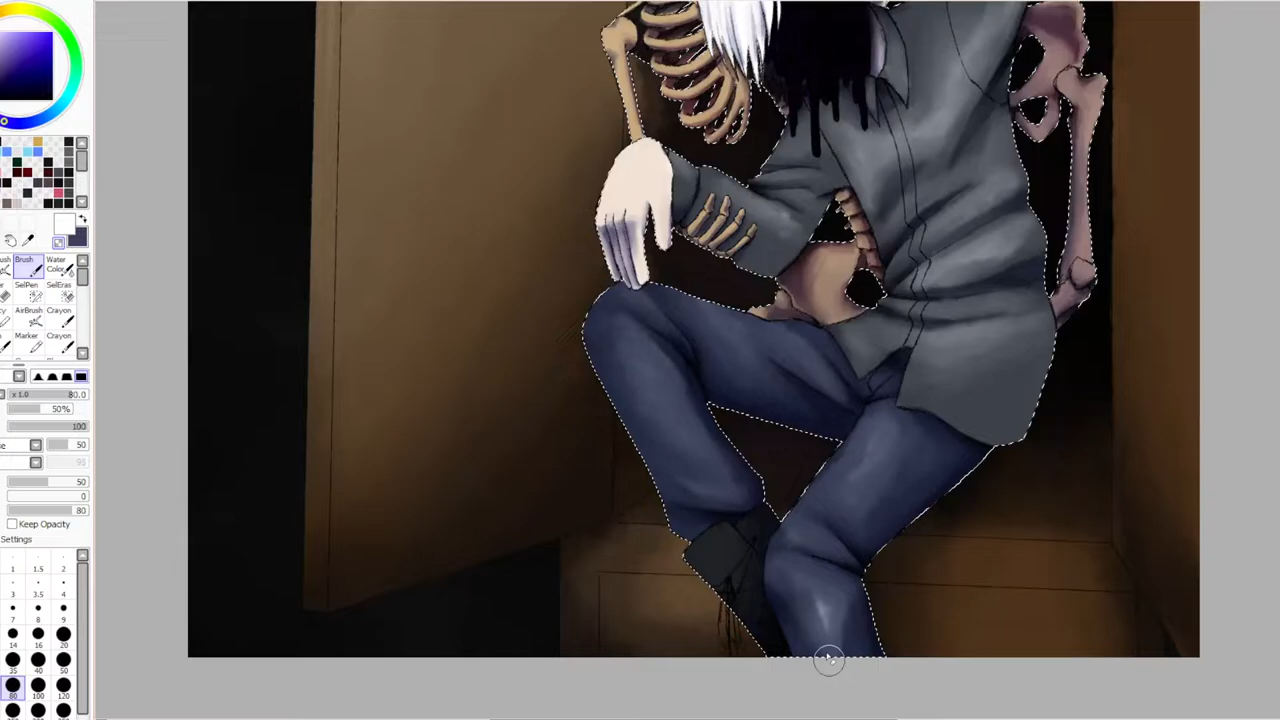 Brush
Water
Color
SelPen
SelEras
AirBrush
Crayon
Marker
Crayon
x 1.0
80.0
50%
100
50
95
50
0
80
Keep Opacity
Settings
1 1.5 2
3 3.5 4
7 8 9
14 16 20
35 40 50
80 100 120